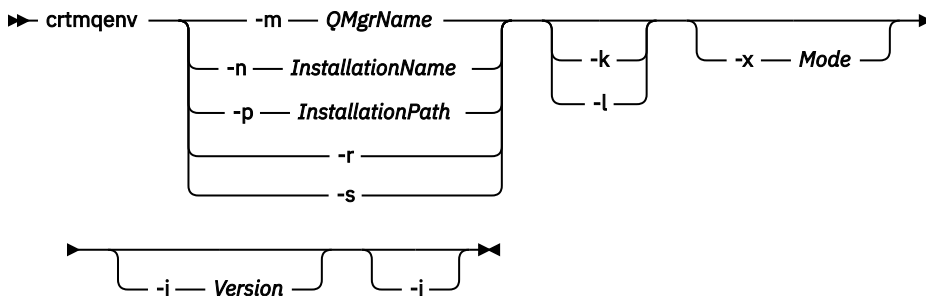 crtmqenv -m QMgrName
-n InstallationName
-p InstallationPath
-r
-s
-k
-l
-x Mode
-j Version
-i